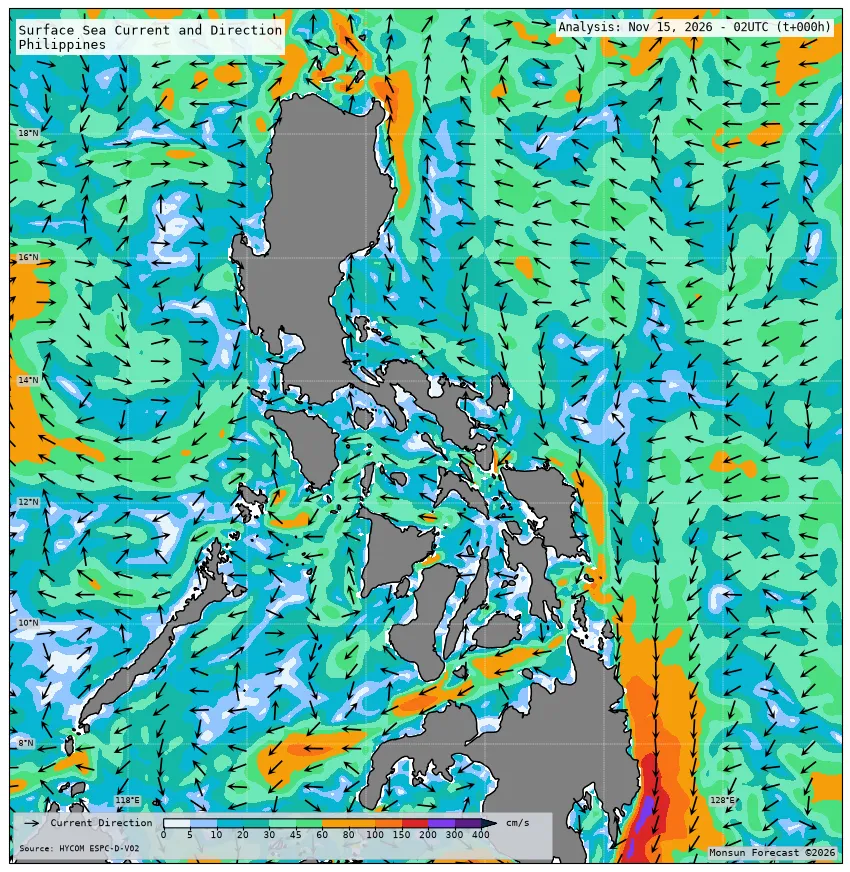 Surface Sea Current and Direction
Philippines
Analysis: Nov 15, 2026 - 02UTC (t+000h)
18°N
16°N
14°N
12°N
10°N
8°N
118°E
128°E
Current Direction
cm/s
0 5 10 20 30 45 60 80 100 150 200 300 400
Source: HYCOM ESPC-D-V02
Monsun Forecast ©2026